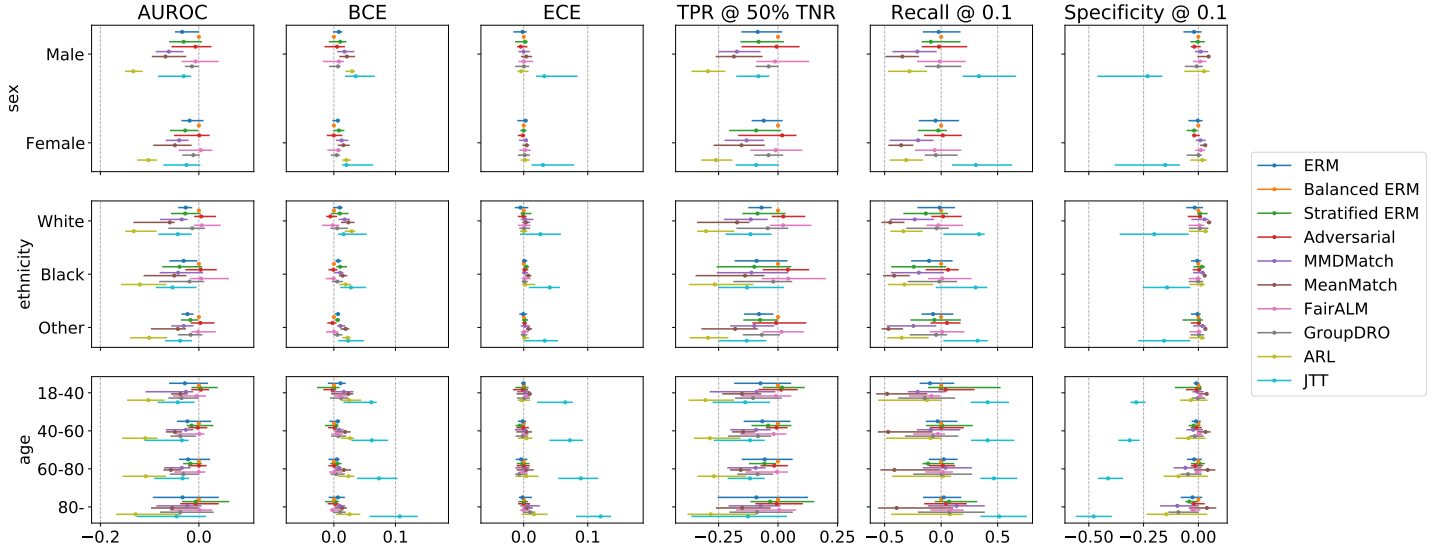 AUROC BCE ECE TPR @ 50% TNR Recall @ 0.1 Specificity @ 0.1
sex
Male
Female
ethnicity
White
Black
Other
age
18-40
40-60
60-80
80-
−0.2 0.0 0.0 0.1 0.0 0.1 −0.25 0.00 0.25 −0.5 0.0 0.5 −0.50 −0.25 0.00
ERM
Balanced ERM
Stratified ERM
Adversarial
MMDMatch
MeanMatch
FairALM
GroupDRO
ARL
JTT